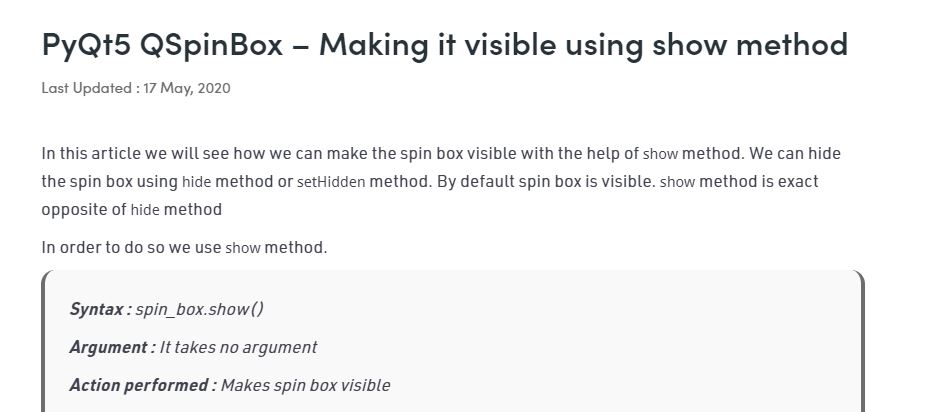 PyQt5 QSpinBox – Making it visible using show method
Last Updated : 17 May, 2020
In this article we will see how we can make the spin box visible with the help of show method. We can hide
the spin box using hide method or setHidden method. By default spin box is visible. show method is exact
opposite of hide method
In order to do so we use show method.
Syntax : spin_box.show()
Argument : It takes no argument
Action performed : Makes spin box visible